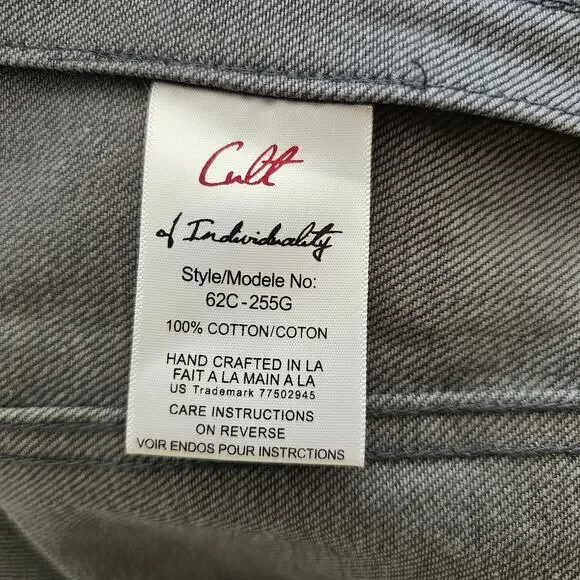 Cult
of Individuality
Style/Modele No:
62C-255G
100% COTTON/COTON
HAND CRAFTED IN LA
FAIT A LA MAIN A LA
US Trademark 77502945
CARE INSTRUCTIONS
ON REVERSE
VOIR ENDOS POUR INSTRCTIONS